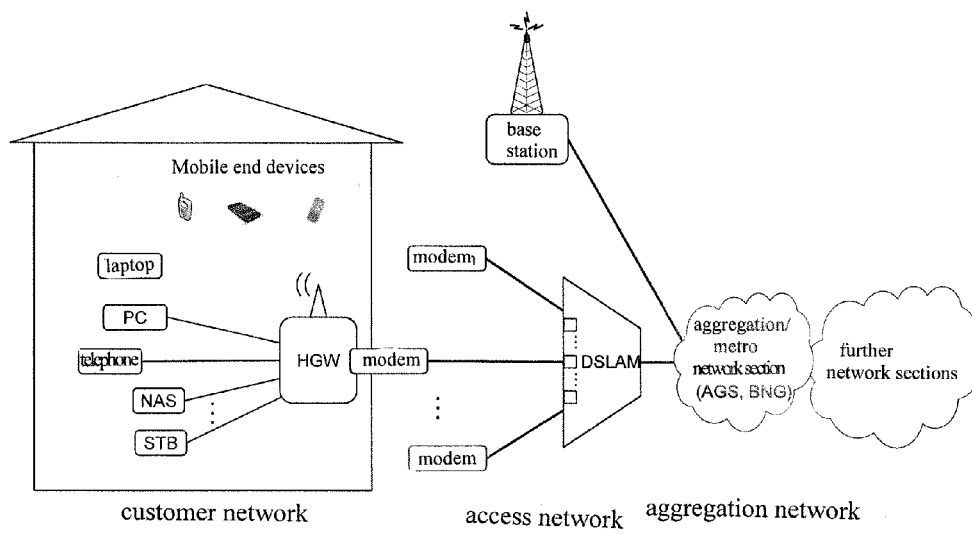 base
station
Mobile end devices
laptop
PC
telephone
NAS
STB
HGW
modem
modem1
modem
DSLAM
aggregation/
metro
network section
(AGS, BNG)
further
network sections
customer network
access network
aggregation network